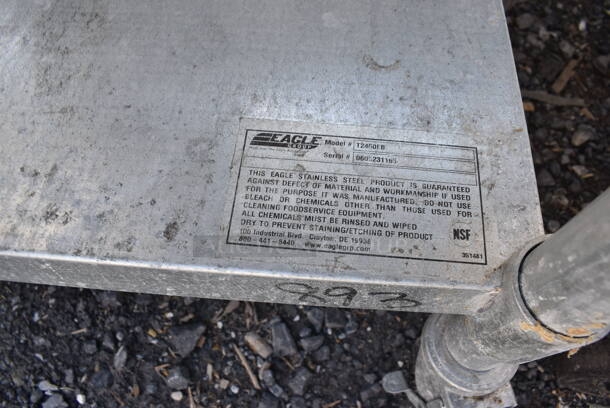 EAGLE
GROUP
Model #
Serial #
THIS EAGLE STAINLESS STEEL PRODUCT IS GUARANTEED
AGAINST DEFECT OF MATERIAL AND WORKMANSHIP IF USED
FOR THE PURPOSE IT WAS MANUFACTURED. DO NOT USE
BLEACH OR CHEMICALS OTHER THAN THOSE USED FOR
CLEANING FOODSERVICE EQUIPMENT.
ALL CHEMICALS MUST BE RINSED AND WIPED
DRY TO PREVENT STAINING/ETCHING OF PRODUCT
100 Industrial Blvd. Clayton, DE 19938
800-441-8440 www.eaglegrp.com
NSF
351481